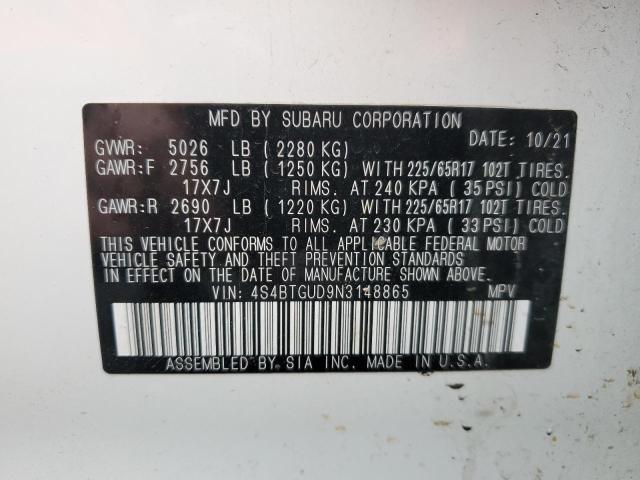 MFD BY SUBARU CORPORATION
GVWR: 5026 LB ( 2280 KG) DATE: 10/21
GAWR:F 2756 LB ( 1250 KG) WITH 225/65R17 102T TIRES.
17X7J RIMS. AT 240 KPA ( 35 PSI) COLD
GAWR:R 2690 LB ( 1220 KG) WITH 225/65R17 102T TIRES.
17X7J RIMS. AT 230 KPA ( 33 PSI) COLD
THIS VEHICLE CONFORMS TO ALL APPLICABLE FEDERAL MOTOR
VEHICLE SAFETY AND THEFT PREVENTION STANDARDS
IN EFFECT ON THE DATE OF MANUFACTURE SHOWN ABOVE.
VIN: 4S4BTGUD9N3148865 MPV
ASSEMBLED BY SIA INC. MADE IN U.S.A.